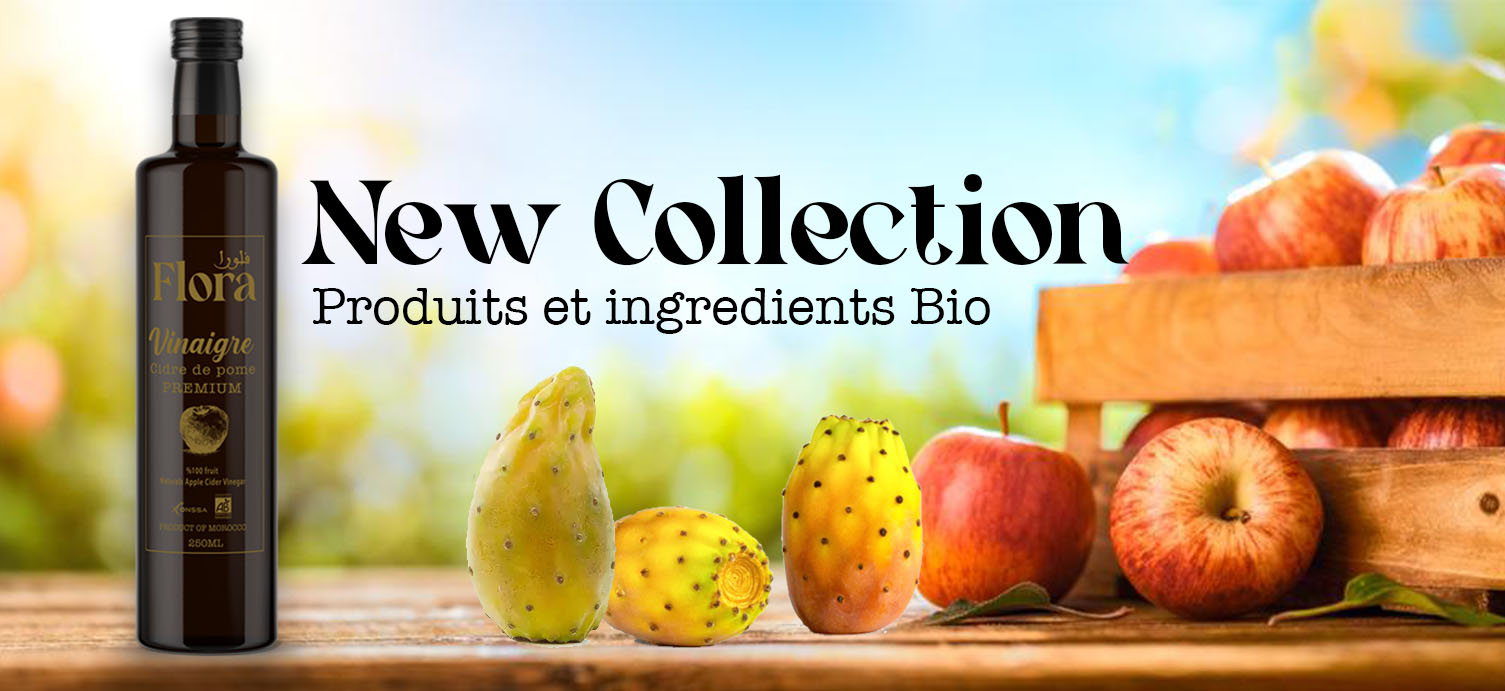 New Collection
Produits et ingredients Bio
فلورا
Flora
Vinaigre
Cidre de pome
PREMIUM
%100 fruit
Naturals Apple Cider Vinegar
ONSSA
AB
PRODUCT OF MOROCCO
250ML